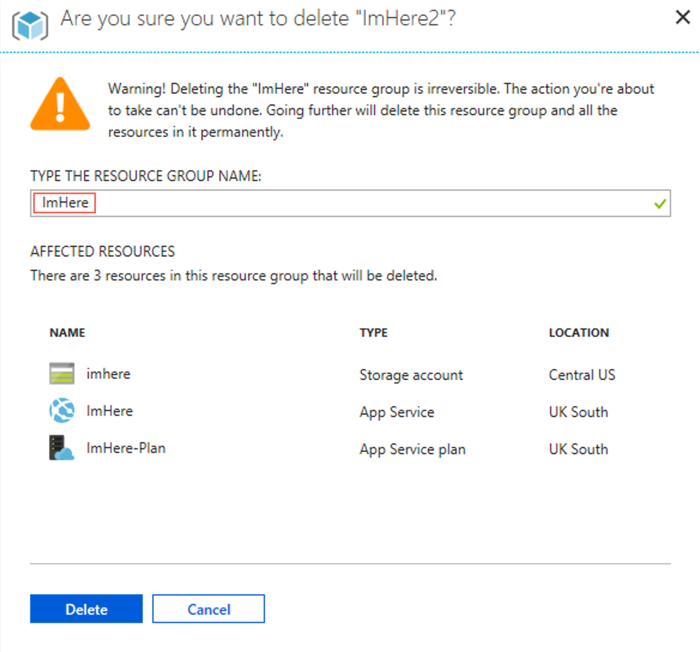 Are you sure you want to delete "ImHere2"?
Warning! Deleting the "ImHere" resource group is irreversible. The action you're about
to take can't be undone. Going further will delete this resource group and all the
resources in it permanently.
TYPE THE RESOURCE GROUP NAME:
ImHere
AFFECTED RESOURCES
There are 3 resources in this resource group that will be deleted.
NAME TYPE LOCATION
imhere Storage account Central US
ImHere App Service UK South
ImHere-Plan App Service plan UK South
Delete Cancel